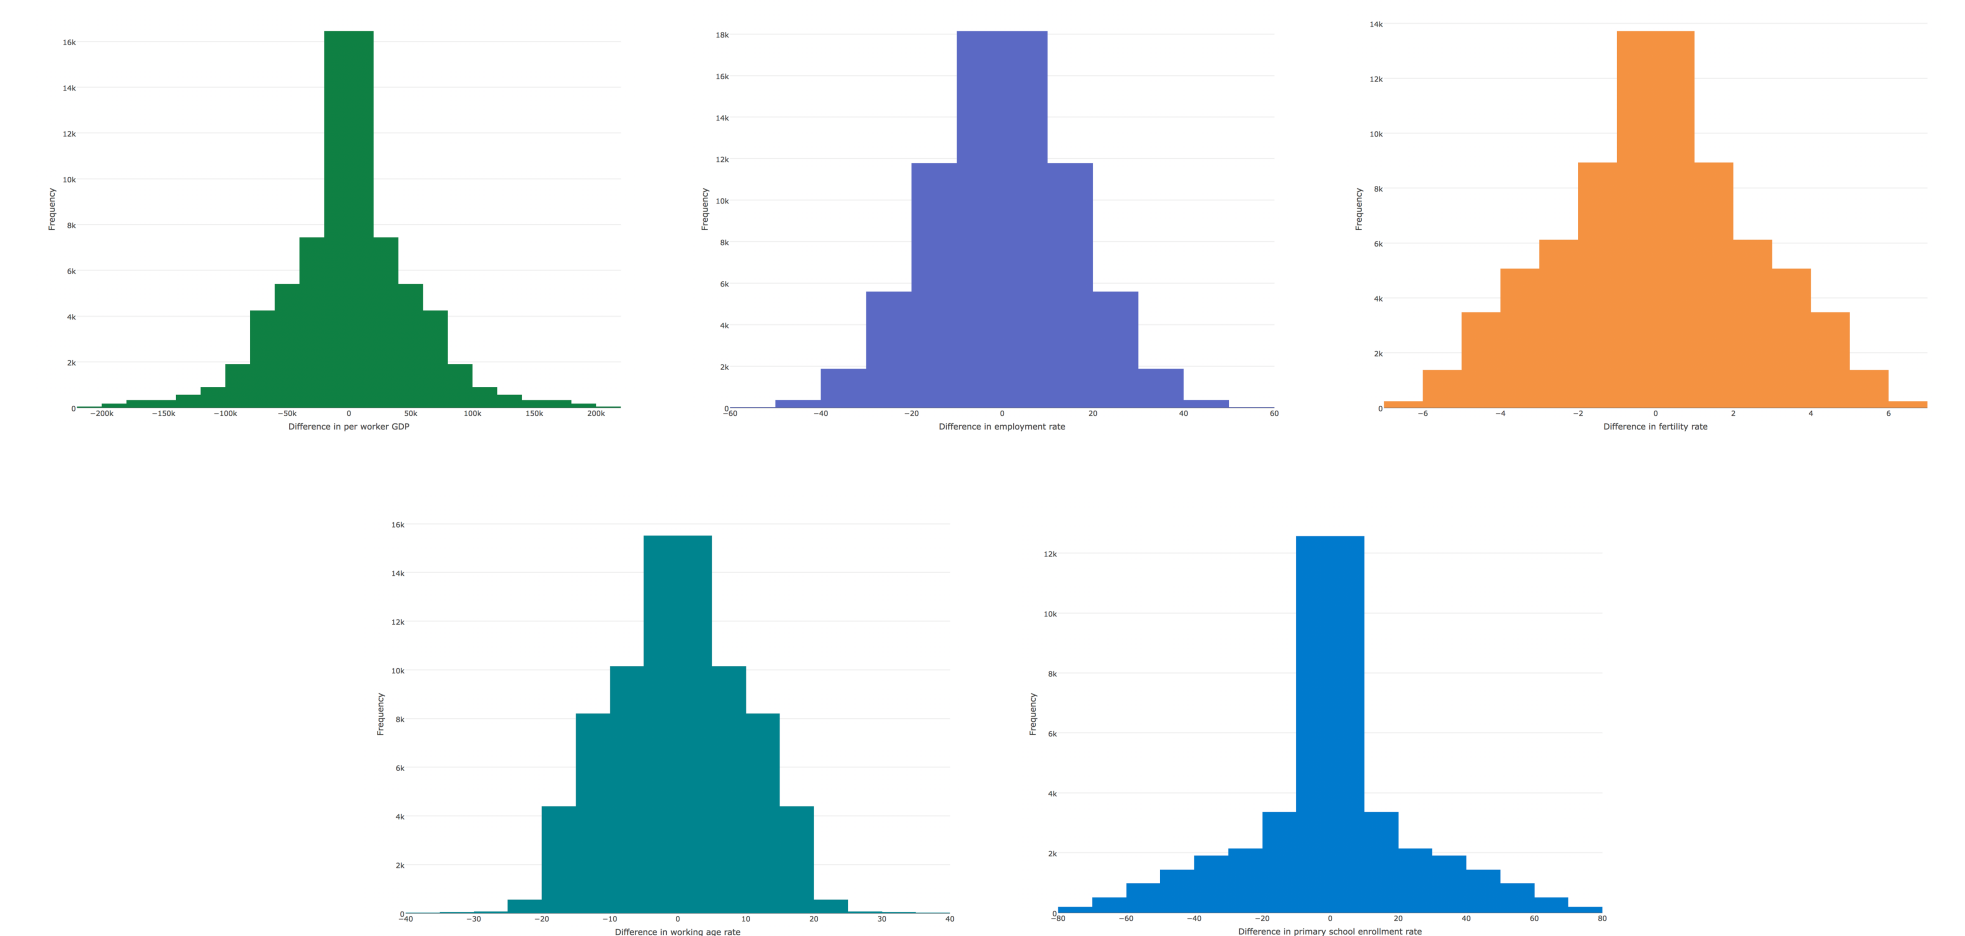 16k
14k
12k
10k
8k
6k
4k
2k
0
Frequency
−200k −150k −100k −50k 0 50k 100k 150k 200k
Difference in per worker GDP
18k
16k
14k
12k
10k
8k
6k
4k
2k
0
Frequency
−60 −40 −20 0 20 40 60
Difference in employment rate
14k
12k
10k
8k
6k
4k
2k
0
Frequency
−6 −4 −2 0 2 4 6
Difference in fertility rate
16k
14k
12k
10k
8k
6k
4k
2k
0
Frequency
−40 −30 −20 −10 0 10 20 30 40
Difference in working age rate
12k
10k
8k
6k
4k
2k
0
Frequency
−80 −60 −40 −20 0 20 40 60 80
Difference in primary school enrollment rate